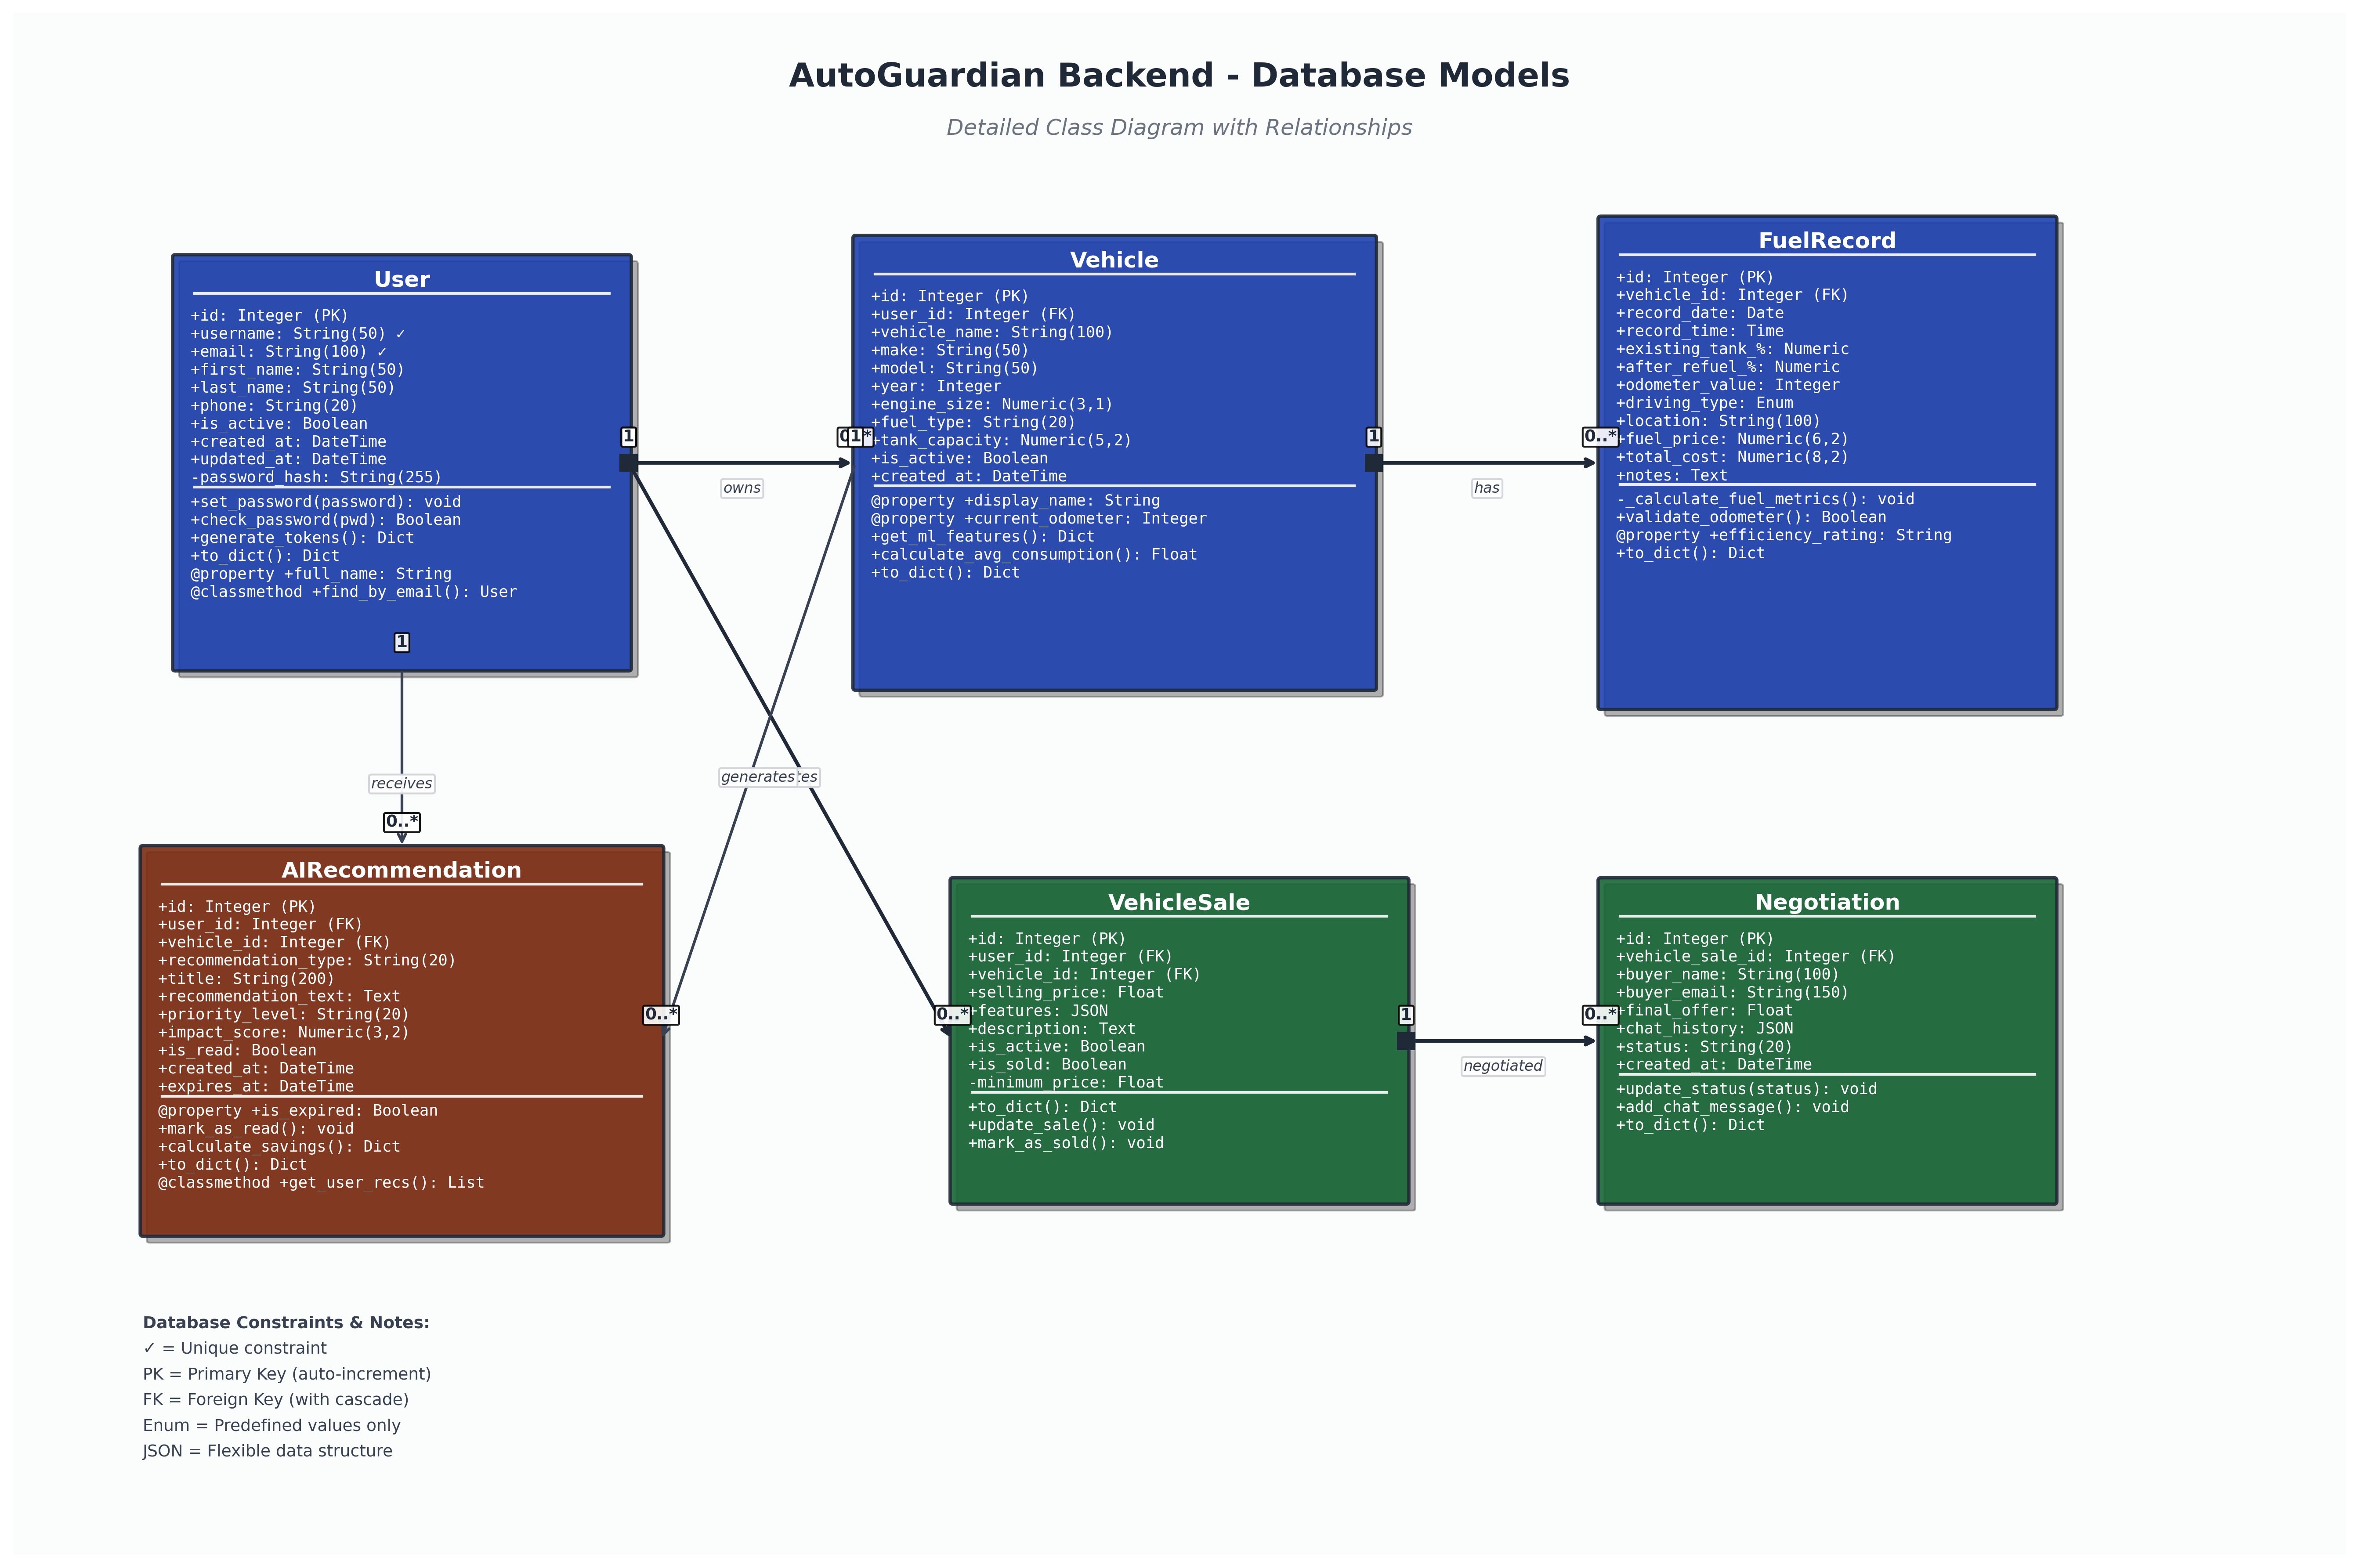 AutoGuardian Backend - Database Models
Detailed Class Diagram with Relationships
User
+id: Integer (PK)
+username: String(50) ✓
+email: String(100) ✓
+first_name: String(50)
+last_name: String(50)
+phone: String(20)
+is_active: Boolean
+created_at: DateTime
+updated_at: DateTime
-password_hash: String(255)
+set_password(password): void
+check_password(pwd): Boolean
+generate_tokens(): Dict
+to_dict(): Dict
@property +full_name: String
@classmethod +find_by_email(): User
1
1
owns
1
Vehicle
+id: Integer (PK)
+user_id: Integer (FK)
+vehicle_name: String(100)
+make: String(50)
+model: String(50)
+year: Integer
+engine_size: Numeric(3,1)
+fuel_type: String(20)
+tank_capacity: Numeric(5,2)
+is_active: Boolean
+created_at: DateTime
@property +display_name: String
@property +current_odometer: Integer
+get_ml_features(): Dict
+calculate_avg_consumption(): Float
+to_dict(): Dict
1
has
0..*
FuelRecord
+id: Integer (PK)
+vehicle_id: Integer (FK)
+record_date: Date
+record_time: Time
+existing_tank_%: Numeric
+after_refuel_%: Numeric
+odometer_value: Integer
+driving_type: Enum
+location: String(100)
+fuel_price: Numeric(6,2)
+total_cost: Numeric(8,2)
+notes: Text
-_calculate_fuel_metrics(): void
+validate_odometer(): Boolean
@property +efficiency_rating: String
+to_dict(): Dict
receives
0..*
generates
AIRecommendation
+id: Integer (PK)
+user_id: Integer (FK)
+vehicle_id: Integer (FK)
+recommendation_type: String(20)
+title: String(200)
+recommendation_text: Text
+priority_level: String(20)
+impact_score: Numeric(3,2)
+is_read: Boolean
+created_at: DateTime
+expires_at: DateTime
@property +is_expired: Boolean
+mark_as_read(): void
+calculate_savings(): Dict
+to_dict(): Dict
@classmethod +get_user_recs(): List
0..*
0..*
VehicleSale
+id: Integer (PK)
+user_id: Integer (FK)
+vehicle_id: Integer (FK)
+selling_price: Float
+features: JSON
+description: Text
+is_active: Boolean
+is_sold: Boolean
-minimum_price: Float
+to_dict(): Dict
+update_sale(): void
+mark_as_sold(): void
1
negotiated
0..*
Negotiation
+id: Integer (PK)
+vehicle_sale_id: Integer (FK)
+buyer_name: String(100)
+buyer_email: String(150)
+final_offer: Float
+chat_history: JSON
+status: String(20)
+created_at: DateTime
+update_status(status): void
+add_chat_message(): void
+to_dict(): Dict
Database Constraints & Notes:
✓ = Unique constraint
PK = Primary Key (auto-increment)
FK = Foreign Key (with cascade)
Enum = Predefined values only
JSON = Flexible data structure